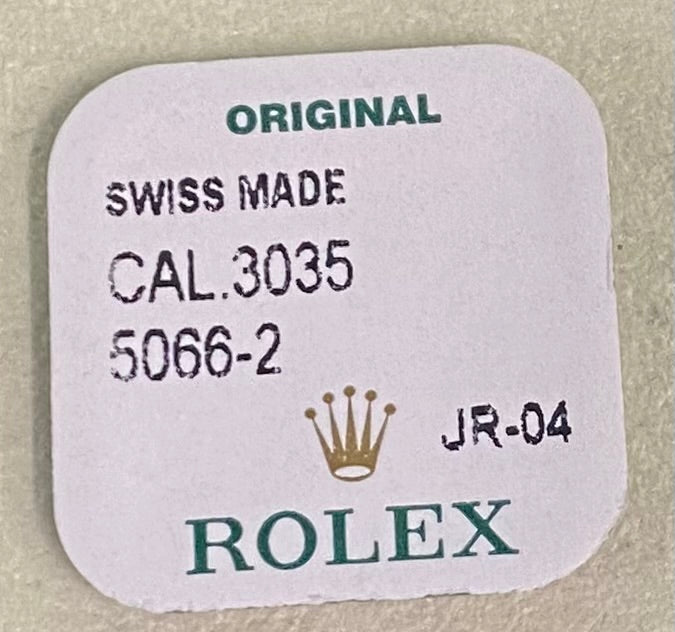 ORIGINAL
SWISS MADE
CAL.3035
5066-2
JR-04
ROLEX